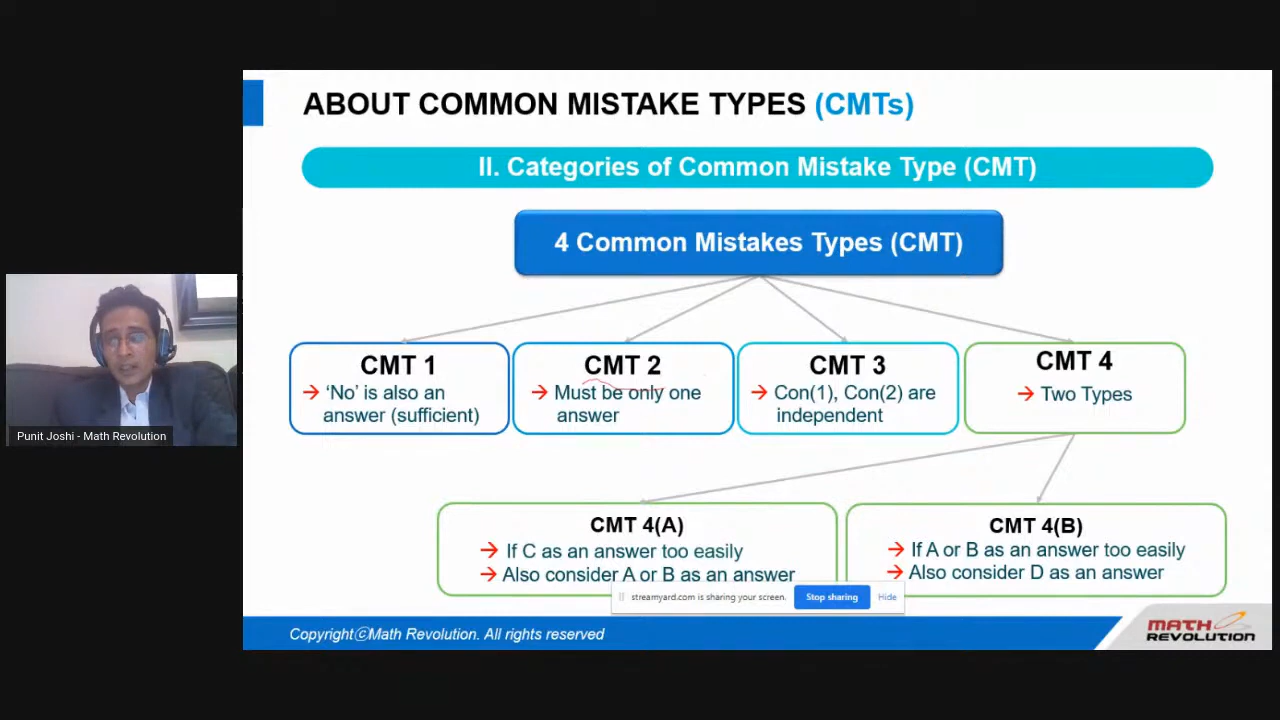 ABOUT COMMON MISTAKE TYPES (CMTs)
II. Categories of Common Mistake Type (CMT)
4 Common Mistakes Types (CMT)
CMT 1
→ 'No' is also an
answer (sufficient)
CMT 2
→ Must be only one
answer
CMT 3
→ Con(1), Con(2) are
independent
CMT 4
→ Two Types
CMT 4(A)
→ If C as an answer too easily
→ Also consider A or B as an answer
CMT 4(B)
→ If A or B as an answer too easily
→ Also consider D as an answer
streamyard.com is sharing your screen. Stop sharing Hide
Punit Joshi - Math Revolution
CopyrightⓒMath Revolution. All rights reserved
MATH
REVOLUTION